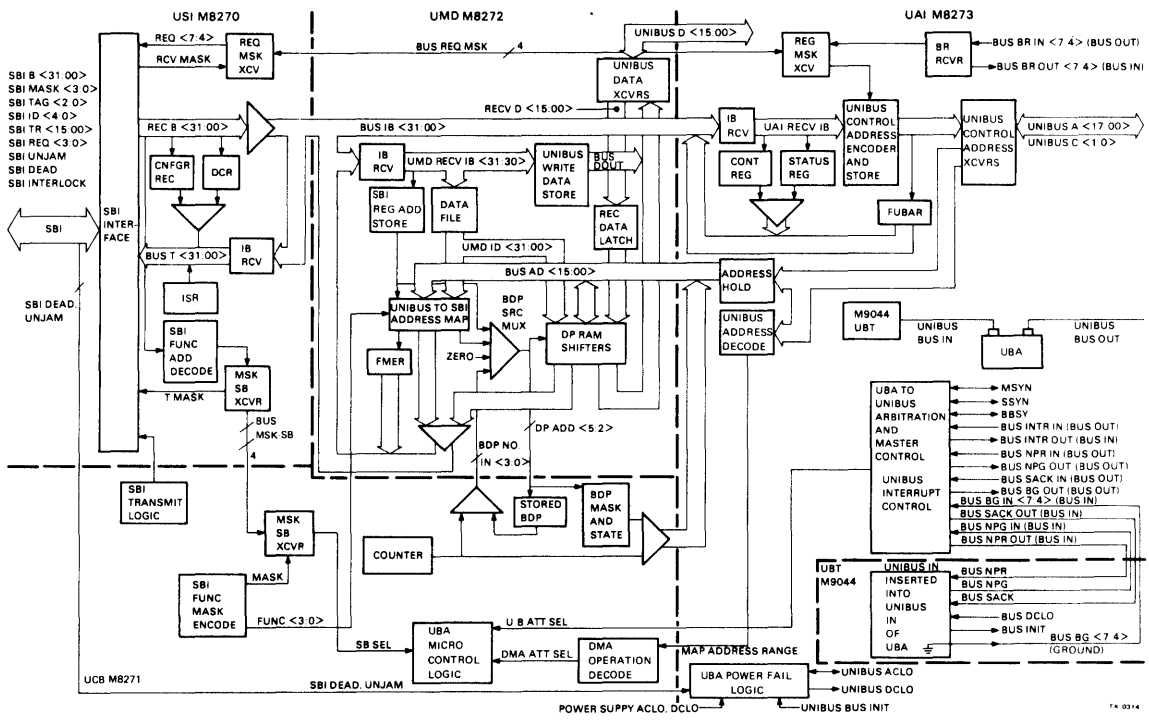 USI M8270
UMD M8272
UAI M8273
REQ <7:4>
RCV MASK
REQ
MSK
XCV
BUS REQ MSK
4
UNIBUS D <15:00>
UNIBUS
DATA
XCVRS
REG
MSK
XCV
BR
RCVR
BUS BR IN <7 4> (BUS OUT)
BUS BR OUT <7 4> (BUS IN)
SBI B <31:00>
SBI MASK <3:0>
SBI TAG <2:0>
SBI ID <4:0>
SBI TR <15:00>
SBI REQ <3:0>
SBI UNJAM
SBI DEAD
SBI INTERLOCK
RECV D <15:00>
REC B <31:00>
BUS IB <31:00>
IB
RCV
UAI RECV IB
UNIBUS
CONTROL
ADDRESS
ENCODER
AND
STORE
UNIBUS
CONTROL
ADDRESS
XCVRS
UNIBUS A <17:00>
UNIBUS C <1:0>
CNFGR
REC
DCR
IB
RCV
UMD RECV IB <31:30>
UNIBUS
WRITE
DATA
STORE
BUS
DOUT
CONT
REG
STATUS
REG
SBI
REG ADD
STORE
DATA
FILE
REC
DATA
LATCH
FUBAR
SBI
SBI
INTER-
FACE
BUS T <31:00>
IB
RCV
UMD ID <31:00>
BUS AD <15:00>
ADDRESS
HOLD
ISR
SBI DEAD,
UNJAM
UNIBUS TO SBI
ADDRESS MAP
BDP
SRC
MUX
DP RAM
SHIFTERS
UNIBUS
ADDRESS
DECODE
M9044
UBT
UNIBUS
BUS IN
UBA
UNIBUS
BUS OUT
SBI
FUNC
ADD
DECODE
FMER
ZERO
T MASK
MSK
SB
XCVR
BUS
MSK-SB
4
BDP NO.
IN <3:0>
DP ADD <5:2>
UBA TO
UNIBUS
ARBITRATION
AND
MASTER
CONTROL
UNIBUS
INTERRUPT
CONTROL
MSYN
SSYN
BBSY
BUS INTR IN (BUS OUT)
BUS INTR OUT (BUS IN)
BUS NPR IN (BUS OUT)
BUS NPG OUT (BUS OUT)
BUS SACK IN (BUS OUT)
BUS BG OUT (BUS OUT)
BUS BG IN <7:4> (BUS IN)
BUS SACK OUT (BUS IN)
BUS NPG IN (BUS IN)
BUS NPR OUT (BUS IN)
SBI
TRANSMIT
LOGIC
STORED
BDP
BDP
MASK
AND
STATE
MSK
SB
XCVR
COUNTER
UBT
M9044
UNIBUS IN
INSERTED
INTO
UNIBUS
IN
OF
UBA
BUS NPR
BUS NPG
BUS SACK
BUS DCLO
BUS INIT
BUS BG <7 4>
(GROUND)
SBI
FUNC
MASK
ENCODE
MASK
FUNC <3:0>
U B ATT SEL
SB SEL
UBA
MICRO
CONTROL
LOGIC
DMA ATT SEL
DMA OPERATION
DECODE
MAP ADDRESS RANGE
UCB M8271
SBI DEAD, UNJAM
UBA POWER FAIL
LOGIC
UNIBUS ACLO
UNIBUS DCLO
POWER SUPPY ACLO, DCLO
UNIBUS BUS INIT
TK 0314